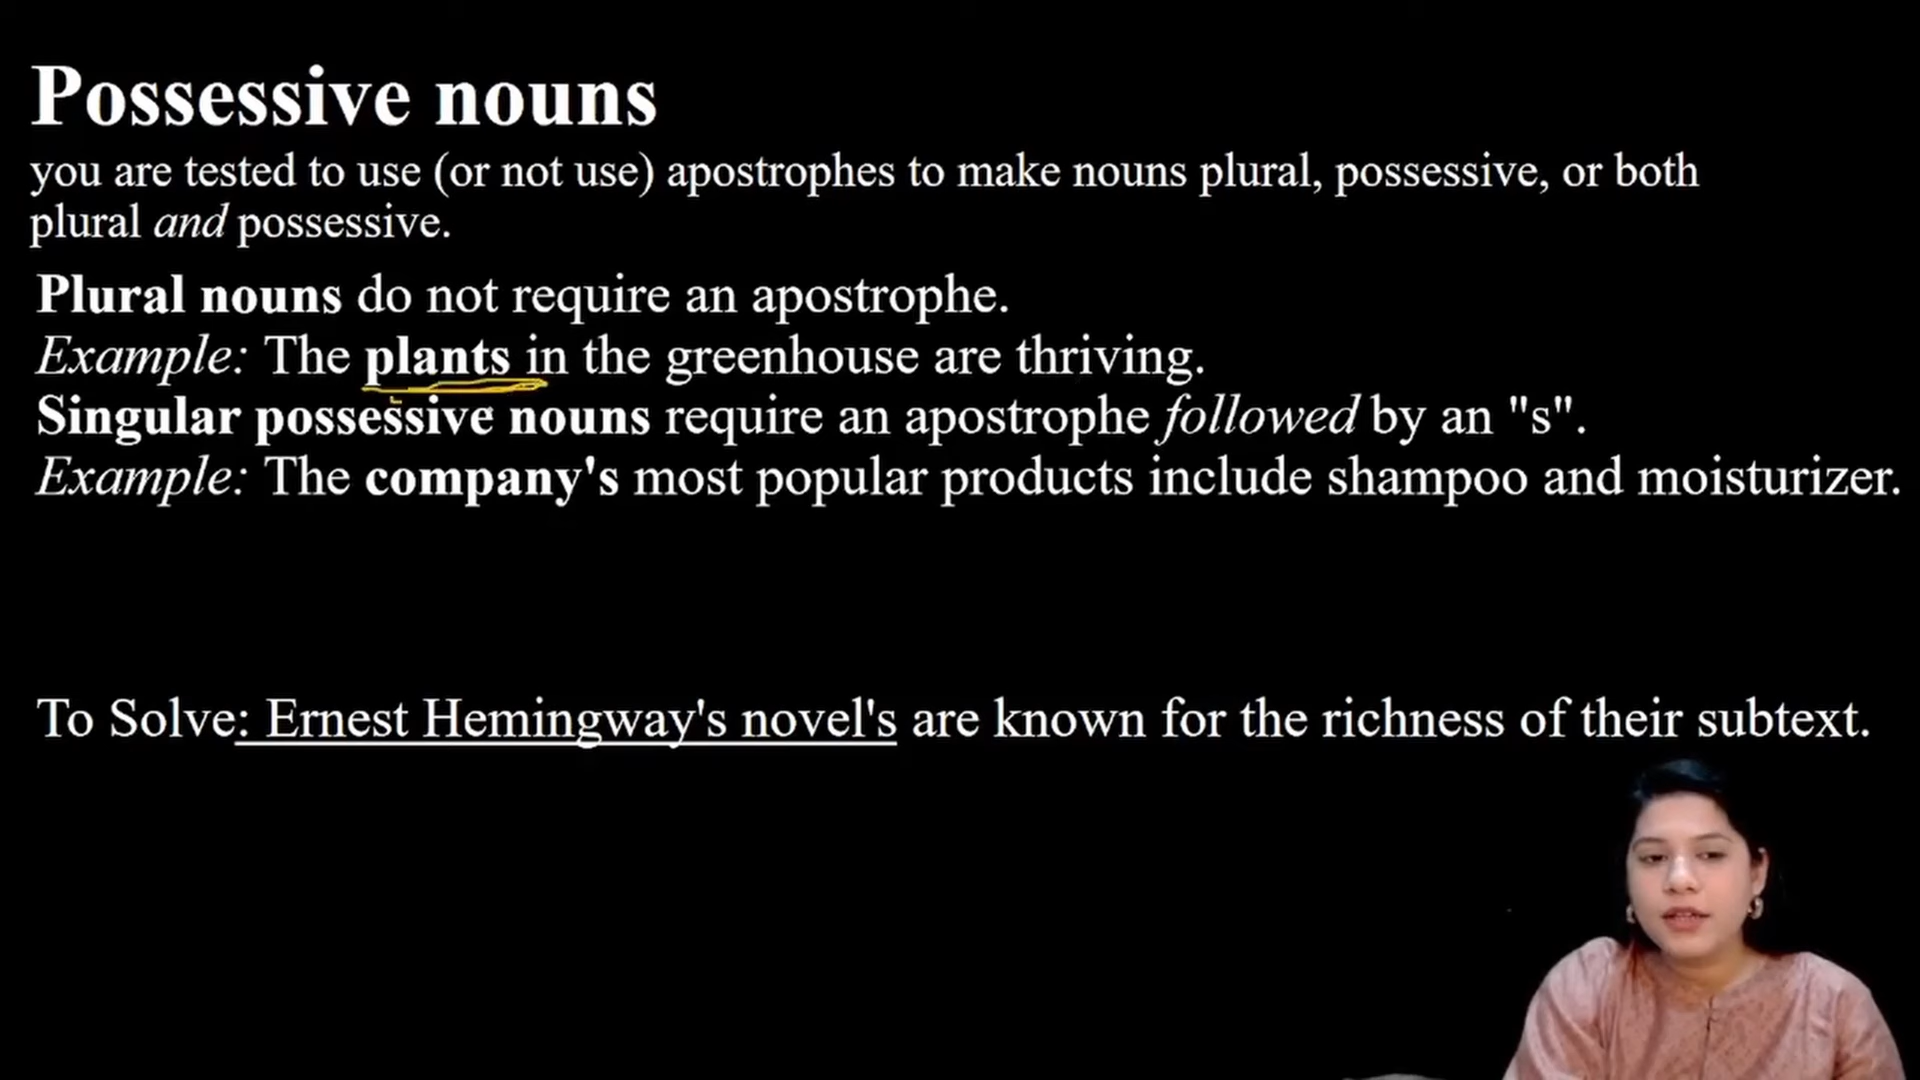 Possessive nouns
you are tested to use (or not use) apostrophes to make nouns plural, possessive, or both
plural and possessive.
Plural nouns do not require an apostrophe.
Example: The plants in the greenhouse are thriving.
Singular possessive nouns require an apostrophe followed by an "s".
Example: The company's most popular products include shampoo and moisturizer.
To Solve: Ernest Hemingway's novel's are known for the richness of their subtext.